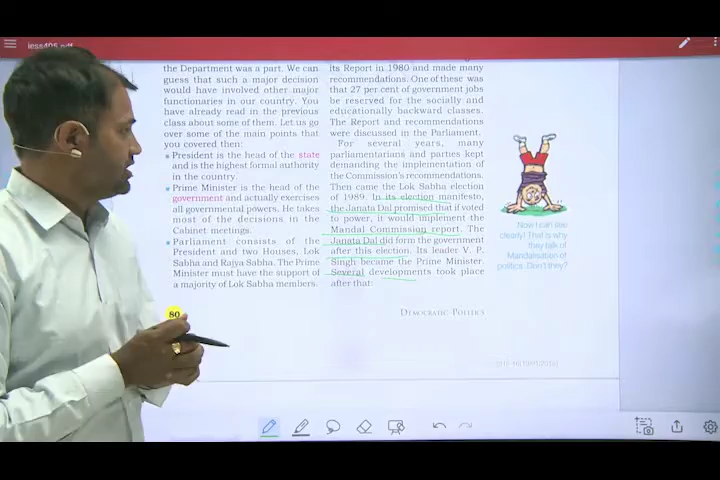 less405.pdf
the Department was a part. We can
guess that such a major decision
would have involved other major
functionaries in our country. You
have already read in the previous
class about some of them. Let us go
over some of the main points that
you covered then:
President is the head of the state
and is the highest formal authority
in the country.
Prime Minister is the head of the
government and actually exercises
all governmental powers. He takes
most of the decisions in the
Cabinet meetings.
Parliament consists of the
President and two Houses, Lok
Sabha and Rajya Sabha. The Prime
Minister must have the support of
a majority of Lok Sabha members.
80
its Report in 1980 and made many
recommendations. One of these was
that 27 per cent of government jobs
be reserved for the socially and
educationally backward classes.
The Report and recommendations
were discussed in the Parliament.
For several years, many
parliamentarians and parties kept
demanding the implementation of
the Commission's recommendations.
Then came the Lok Sabha election
of 1989. In its election manifesto,
the Janata Dal promised that if voted
to power, it would implement the
Mandal Commission report. The
Janata Dal did form the government
after this election. Its leader V. P.
Singh became the Prime Minister.
Several developments took place
after that:
Now I can see
clearly! That is why
they talk of
Mandalisation of
politics. Don't they?
Democratic Politics